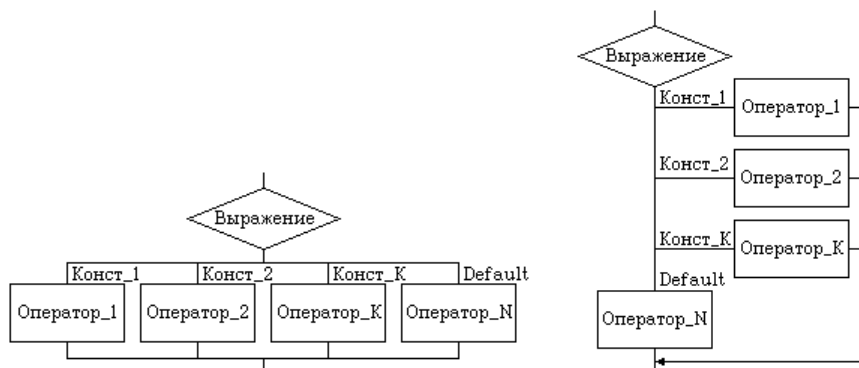 Выражение
Конст_1 Конст_2 Конст_К Default
Оператор_1 Оператор_2 Оператор_К Оператор_N
Выражение
Конст_1
Оператор_1
Конст_2
Оператор_2
Конст_К
Оператор_К
Default
Оператор_N